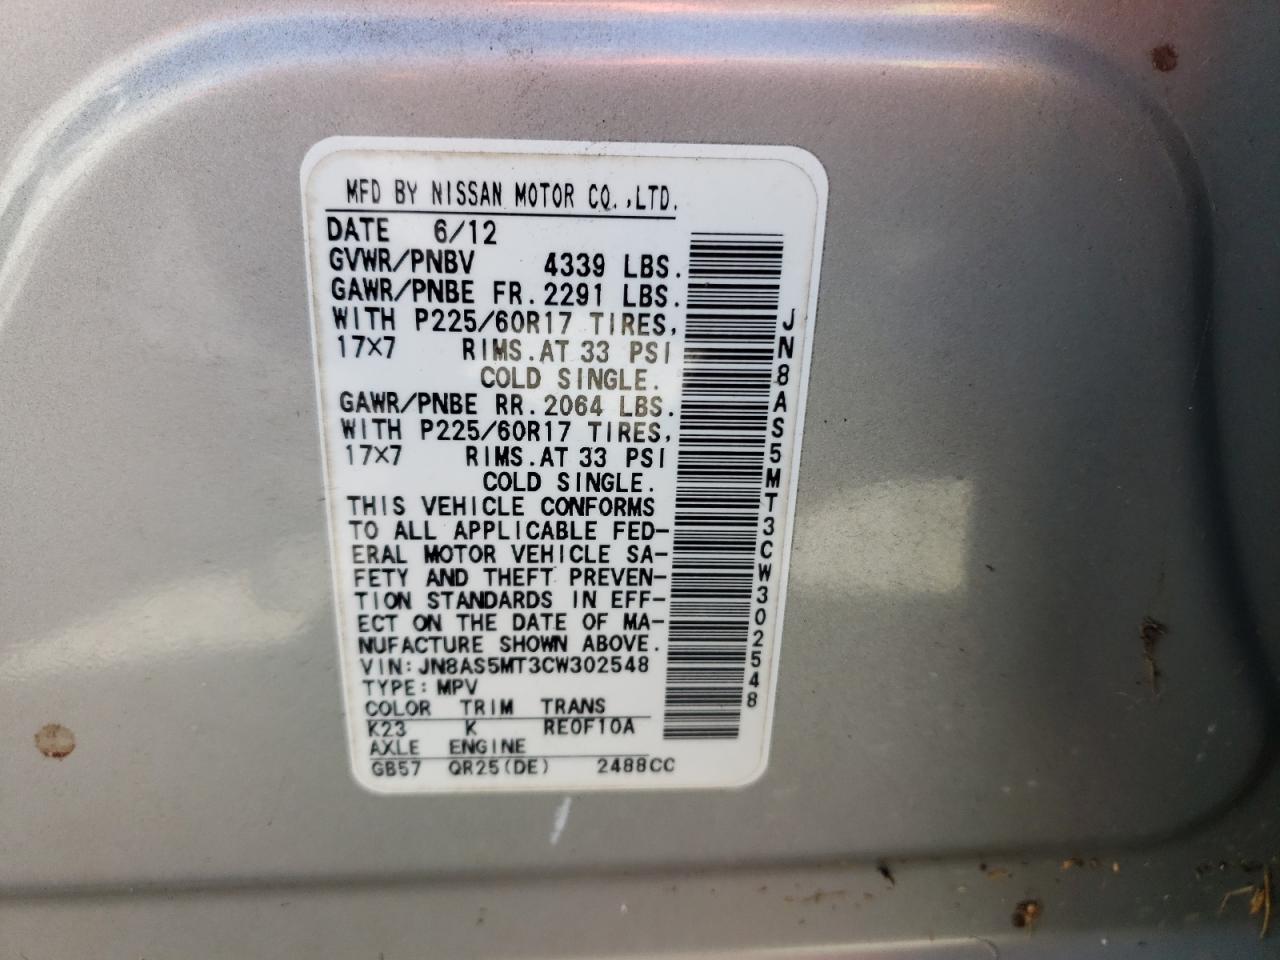 MFD BY NISSAN MOTOR CO.,LTD.
DATE 6/12
GVWR/PNBV 4339 LBS.
GAWR/PNBE FR. 2291 LBS.
WITH P225/60R17 TIRES,
17X7 RIMS. AT 33 PSI
COLD SINGLE.
GAWR/PNBE RR. 2064 LBS.
WITH P225/60R17 TIRES,
17X7 RIMS. AT 33 PSI
COLD SINGLE.
THIS VEHICLE CONFORMS
TO ALL APPLICABLE FED-
ERAL MOTOR VEHICLE SA-
FETY AND THEFT PREVEN-
TION STANDARDS IN EFF-
ECT ON THE DATE OF MA-
NUFACTURE SHOWN ABOVE.
VIN: JN8AS5MT3CW302548
TYPE: MPV
COLOR TRIM TRANS
K23 K RE0F10A
AXLE ENGINE
GB57 QR25(DE) 2488CC
JN8AS5MT3CW302548